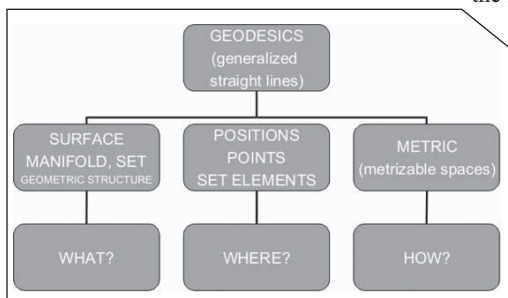 the
GEODESICS
(generalized
straight lines)
SURFACE
MANIFOLD, SET
GEOMETRIC STRUCTURE
POSITIONS
POINTS
SET ELEMENTS
METRIC
(metrizable spaces)
WHAT?
WHERE?
HOW?